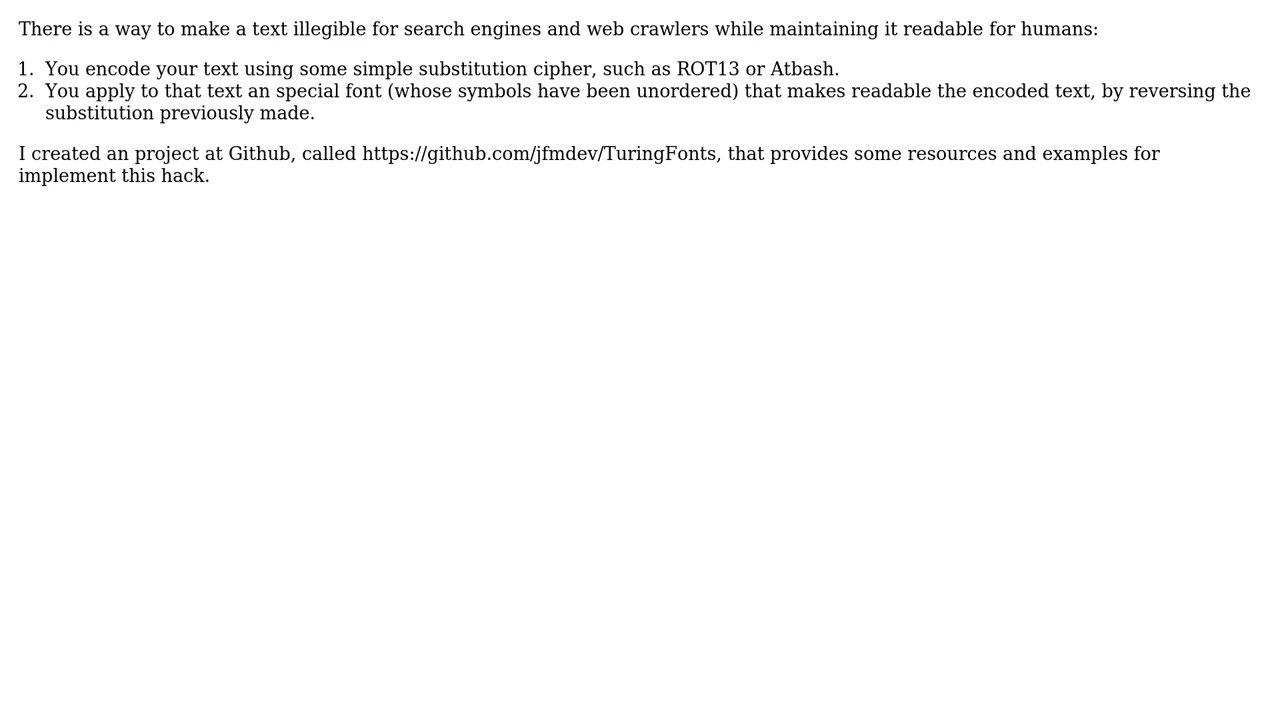 There is a way to make a text illegible for search engines and web crawlers while maintaining it readable for humans:
1. You encode your text using some simple substitution cipher, such as ROT13 or Atbash.
2. You apply to that text an special font (whose symbols have been unordered) that makes readable the encoded text, by reversing the
substitution previously made.
I created an project at Github, called https://github.com/jfmdev/TuringFonts, that provides some resources and examples for
implement this hack.